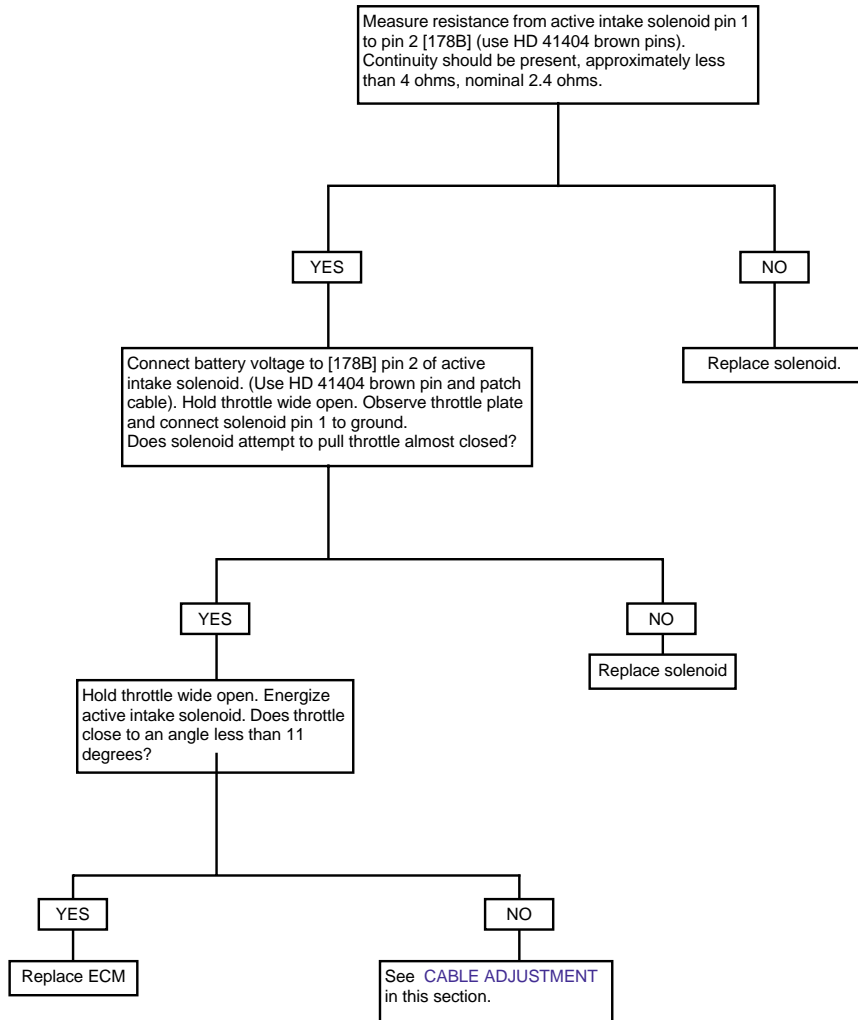 Measure resistance from active intake solenoid pin 1
to pin 2 [178B] (use HD 41404 brown pins).
Continuity should be present, approximately less
than 4 ohms, nominal 2.4 ohms.
YES
NO
Connect battery voltage to [178B] pin 2 of active
intake solenoid. (Use HD 41404 brown pin and patch
cable). Hold throttle wide open. Observe throttle plate
and connect solenoid pin 1 to ground.
Does solenoid attempt to pull throttle almost closed?
Replace solenoid.
YES
NO
Hold throttle wide open. Energize
active intake solenoid. Does throttle
close to an angle less than 11
degrees?
Replace solenoid
YES
NO
Replace ECM
See CABLE ADJUSTMENT
in this section.